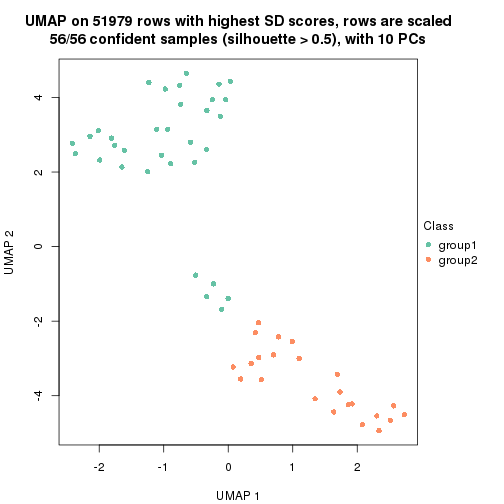 UMAP on 51979 rows with highest SD scores, rows are scaled
56/56 confident samples (silhouette > 0.5), with 10 PCs
4
2
0
-2
-4
UMAP 2
-2 -1 0 1 2
UMAP 1
Class
group1
group2